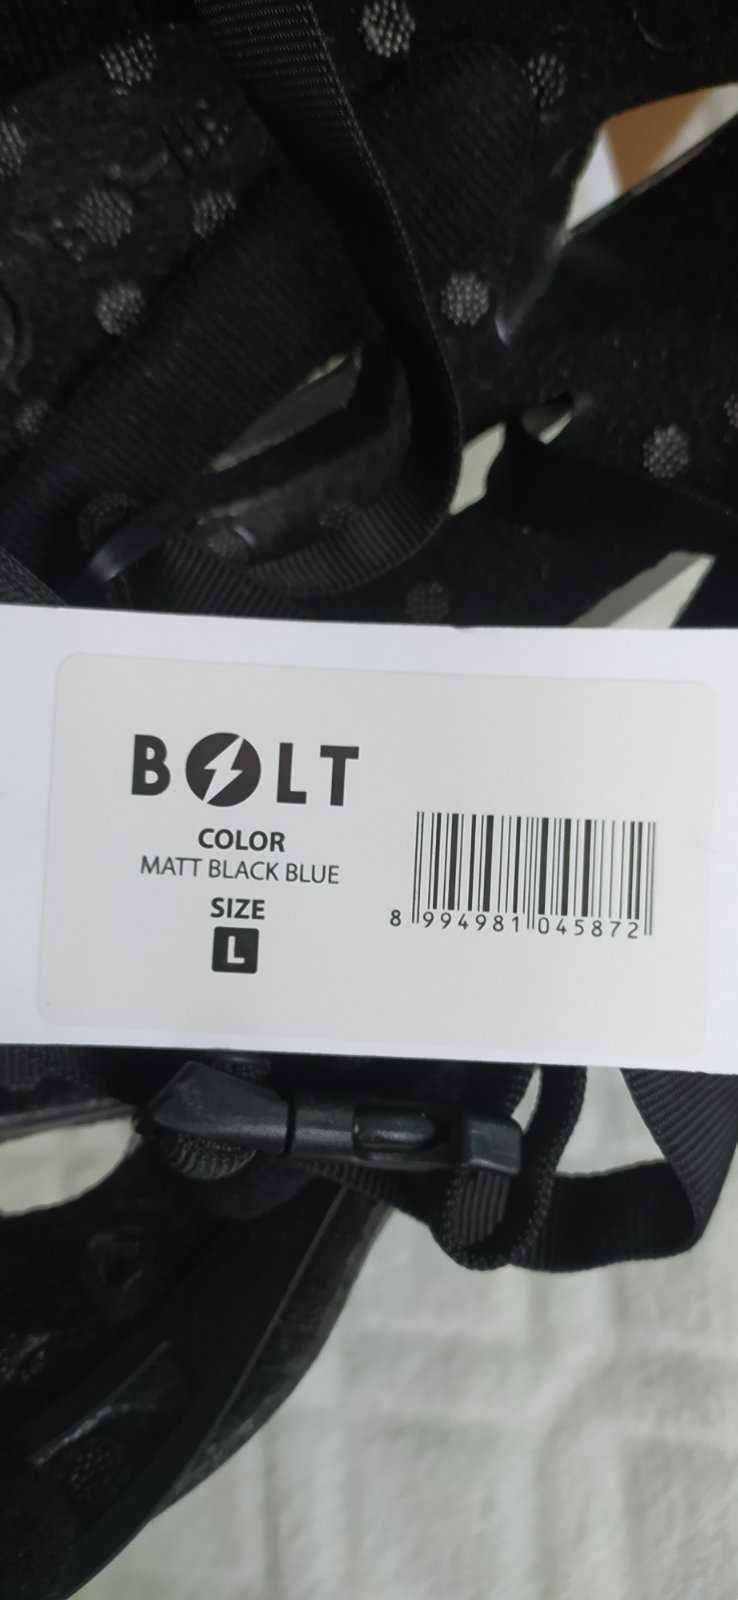 BOLT
COLOR
MATT BLACK BLUE
SIZE
L
8 994981 045872